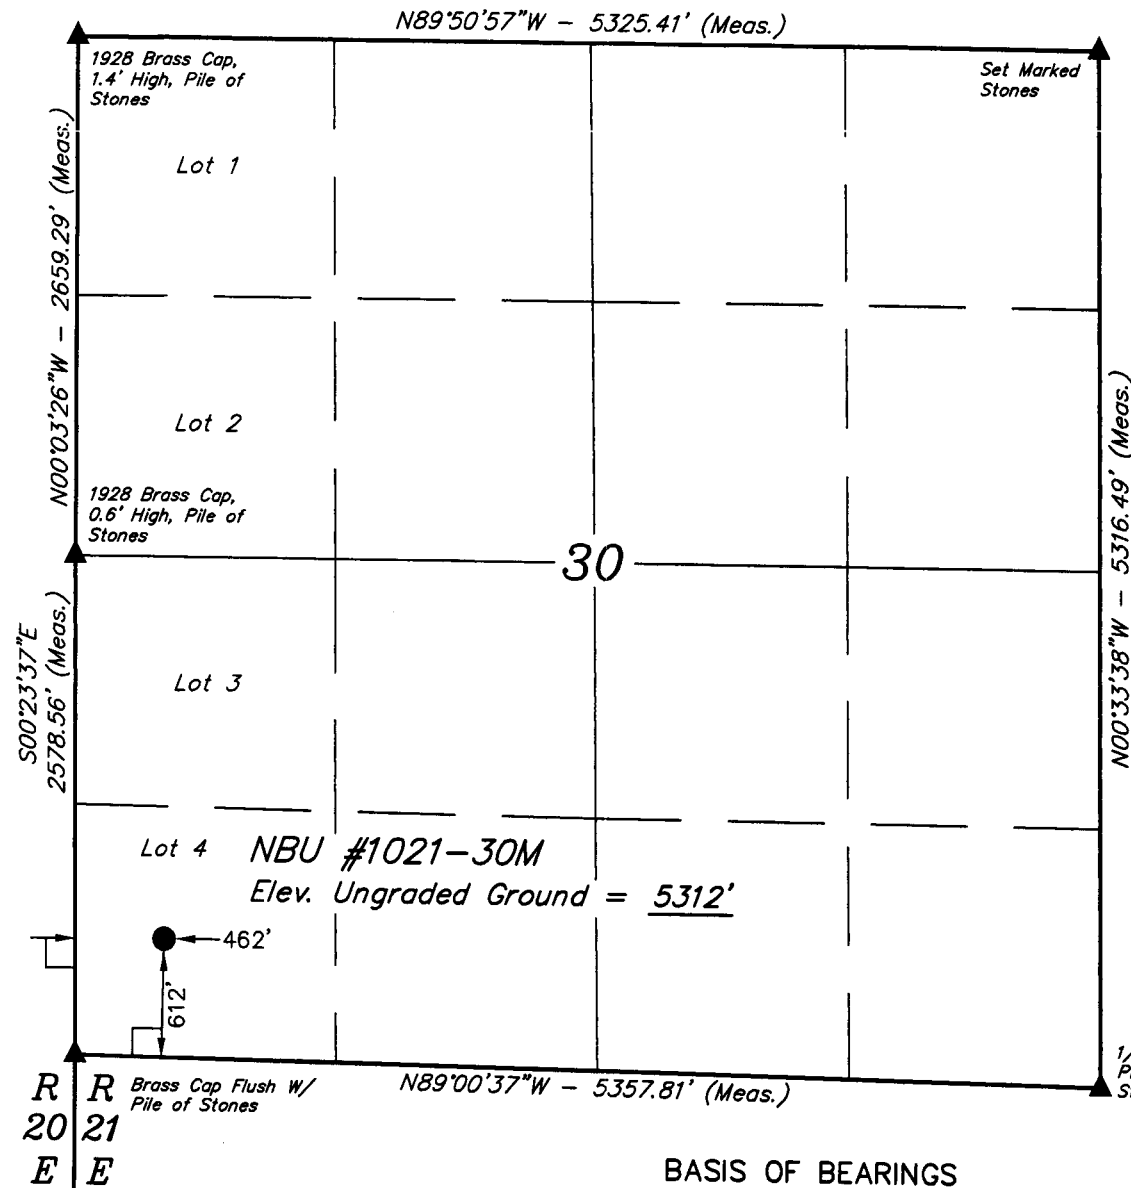 N89°50'57"W - 5325.41' (Meas.)
1928 Brass Cap,
1.4' High, Pile of
Stones
Set Marked
Stones
Lot 1
N00°03'26"W - 2659.29' (Meas.)
Lot 2
1928 Brass Cap,
0.6' High, Pile of
Stones
30
N00°33'38"W - 5316.49' (Meas.)
S00°23'37"E
2578.56' (Meas.)
Lot 3
Lot 4
NBU #1021-30M
Elev. Ungraded Ground = 5312'
462'
612'
R R
20 21
E E
Brass Cap Flush W/
Pile of Stones
N89°00'37"W - 5357.81' (Meas.)
BASIS OF BEARINGS